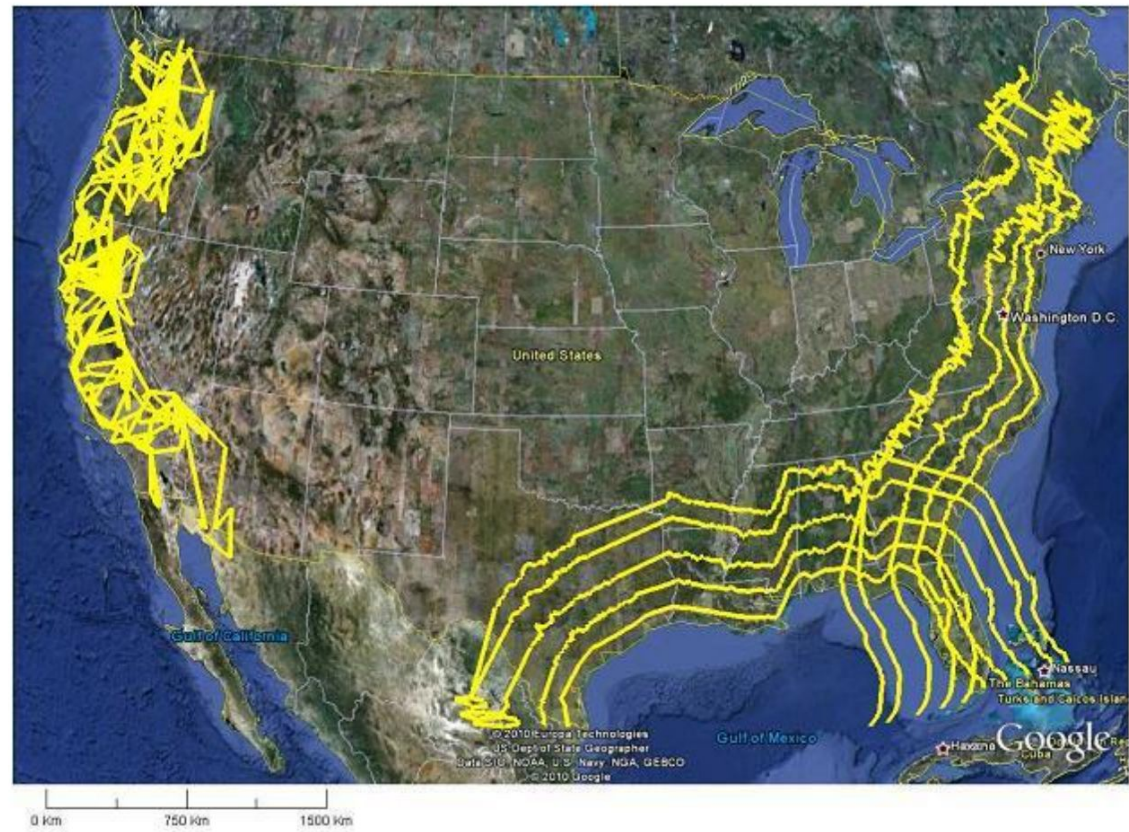 New York
Washington D.C.
United States
Gulf of California
Nassau
The Bahamas
Turks and Caicos Islan
© 2010 Europa Technologies
US Dept of State Geographer
Data SIO, NOAA, U.S. Navy, NGA, GEBCO
© 2010 Google
Gulf of Mexico
Havana
Google
Cuba
0 Km
750 Km
1500 Km